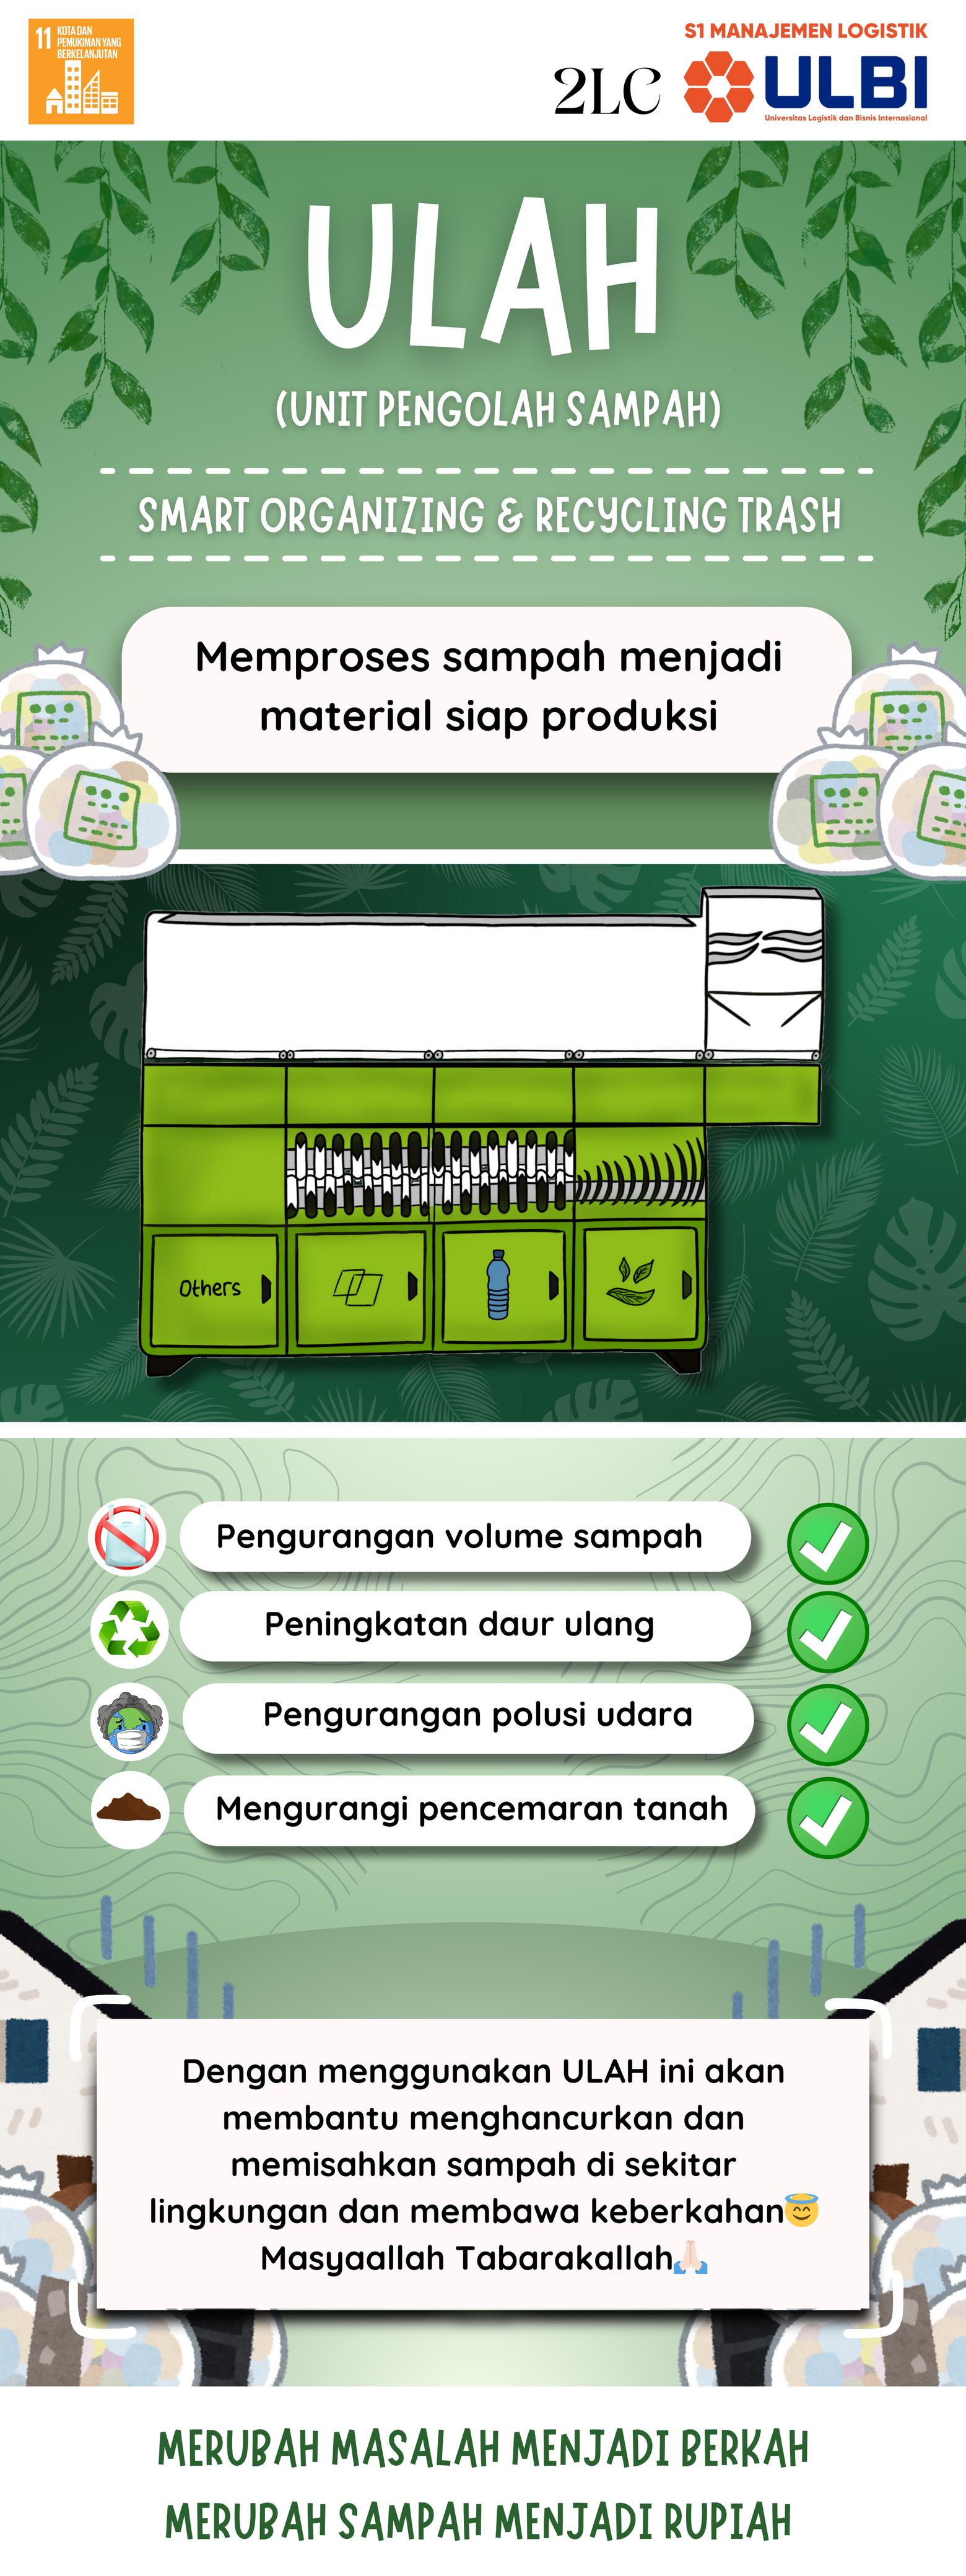 11 KOTA DAN
PEMUKIMAN YANG
BERKELANJUTAN
S1 MANAJEMEN LOGISTIK
2LC
ULBI
Universitas Logistik dan Bisnis Internasional
ULAH
(UNIT PENGOLAH SAMPAH)
SMART ORGANIZING & RECYCLING TRASH
Memproses sampah menjadi
material siap produksi
Others
Pengurangan volume sampah
Peningkatan daur ulang
Pengurangan polusi udara
Mengurangi pencemaran tanah
Dengan menggunakan ULAH ini akan
membantu menghancurkan dan
memisahkan sampah di sekitar
lingkungan dan membawa keberkahan😇
Masyaallah Tabarakallah🙏🏻
MERUBAH MASALAH MENJADI BERKAH
MERUBAH SAMPAH MENJADI RUPIAH